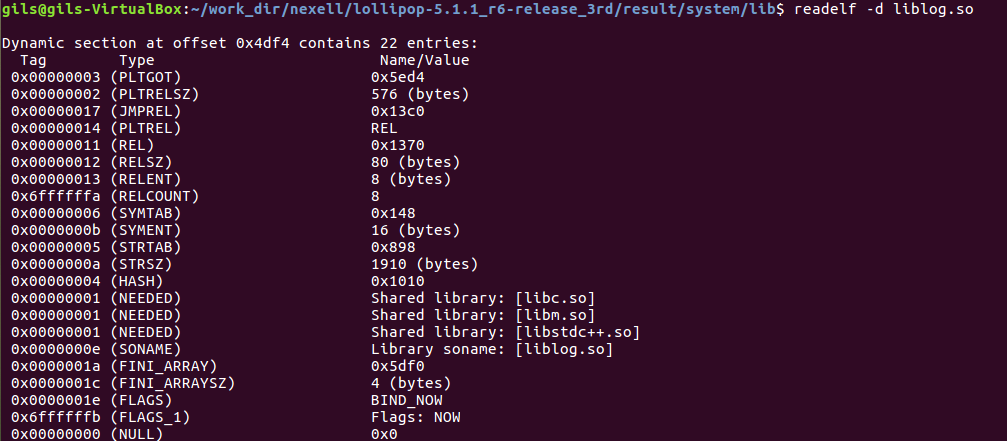 gils@gils-VirtualBox:~/work_dir/nexell/lollipop-5.1.1_r6-release_3rd/result/system/lib$ readelf -d liblog.so
Dynamic section at offset 0x4df4 contains 22 entries:
Tag Type Name/Value
0x00000003 (PLTGOT) 0x5ed4
0x00000002 (PLTRELSZ) 576 (bytes)
0x00000017 (JMPREL) 0x13c0
0x00000014 (PLTREL) REL
0x00000011 (REL) 0x1370
0x00000012 (RELSZ) 80 (bytes)
0x00000013 (RELENT) 8 (bytes)
0x6ffffffa (RELCOUNT) 8
0x00000006 (SYMTAB) 0x148
0x0000000b (SYMENT) 16 (bytes)
0x00000005 (STRTAB) 0x898
0x0000000a (STRSZ) 1910 (bytes)
0x00000004 (HASH) 0x1010
0x00000001 (NEEDED) Shared library: [libc.so]
0x00000001 (NEEDED) Shared library: [libm.so]
0x00000001 (NEEDED) Shared library: [libstdc++.so]
0x0000000e (SONAME) Library soname: [liblog.so]
0x0000001a (FINI_ARRAY) 0x5df0
0x0000001c (FINI_ARRAYSZ) 4 (bytes)
0x0000001e (FLAGS) BIND_NOW
0x6ffffffb (FLAGS_1) Flags: NOW
0x00000000 (NULL) 0x0